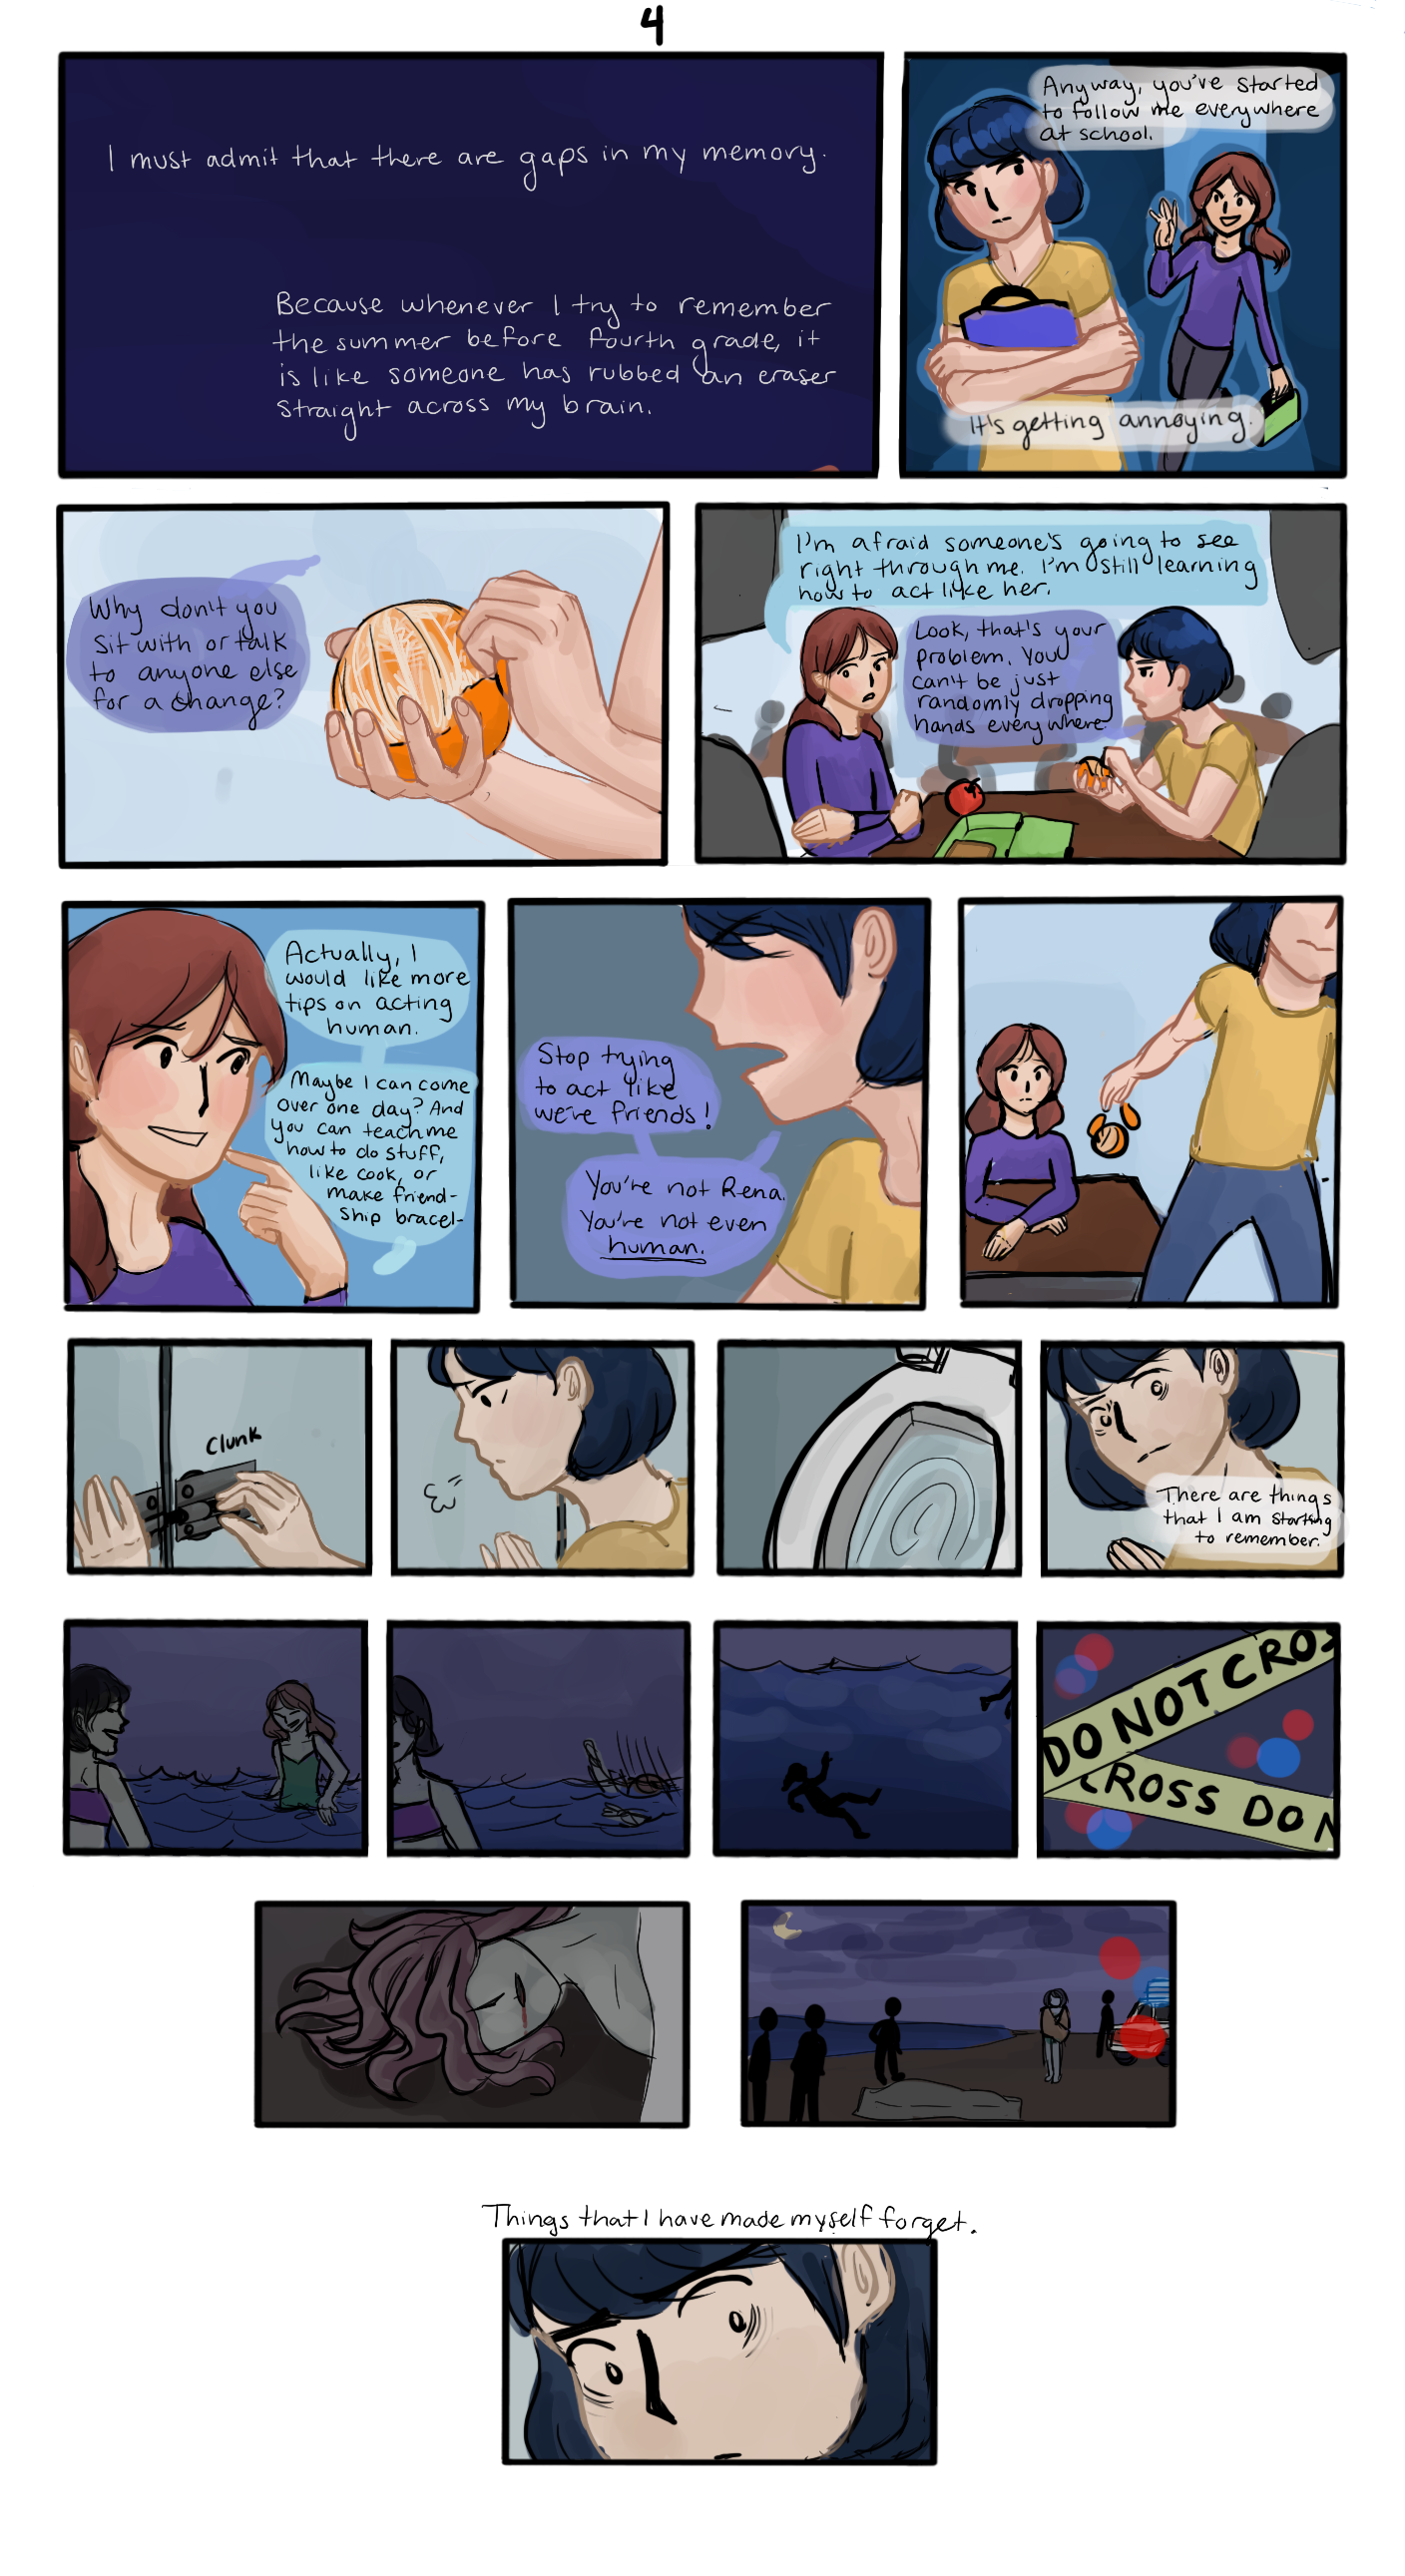 4
I must admit that there are gaps in my memory.
Because whenever I try to remember
the summer before fourth grade, it
is like someone has rubbed an eraser
straight across my brain.
Anyway, you've started
to follow me everywhere
at school.
It's getting annoying.
Why don't you
sit with or talk
to anyone else
for a change?
I'm afraid someone's going to see
right through me. I'm still learning
how to act like her.
Look, that's your
problem. You
can't be just
randomly dropping
hands everywhere.
Actually, I
would like more
tips on acting
human.
Maybe I can come
over one day? And
you can teach me
how to do stuff,
like cook, or
make friend-
ship bracel-
Stop trying
to act like
we're friends!
You're not Rena.
You're not even
human.
Clunk
There are things
that I am starting
to remember.
DO NOT CROS
CROSS DO N
Things that I have made myself forget.